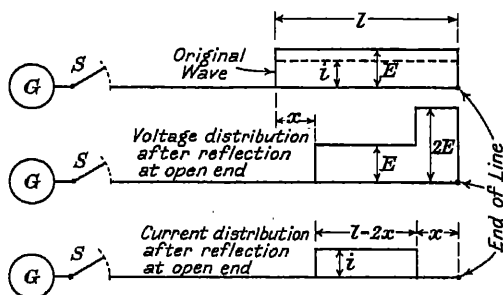 l
Original
Wave
G
S
i
E
x
Voltage distribution
after reflection
at open end
G
S
E
2E
End of Line
Current distribution
after reflection
at open end
l-2x
x
G
S
i